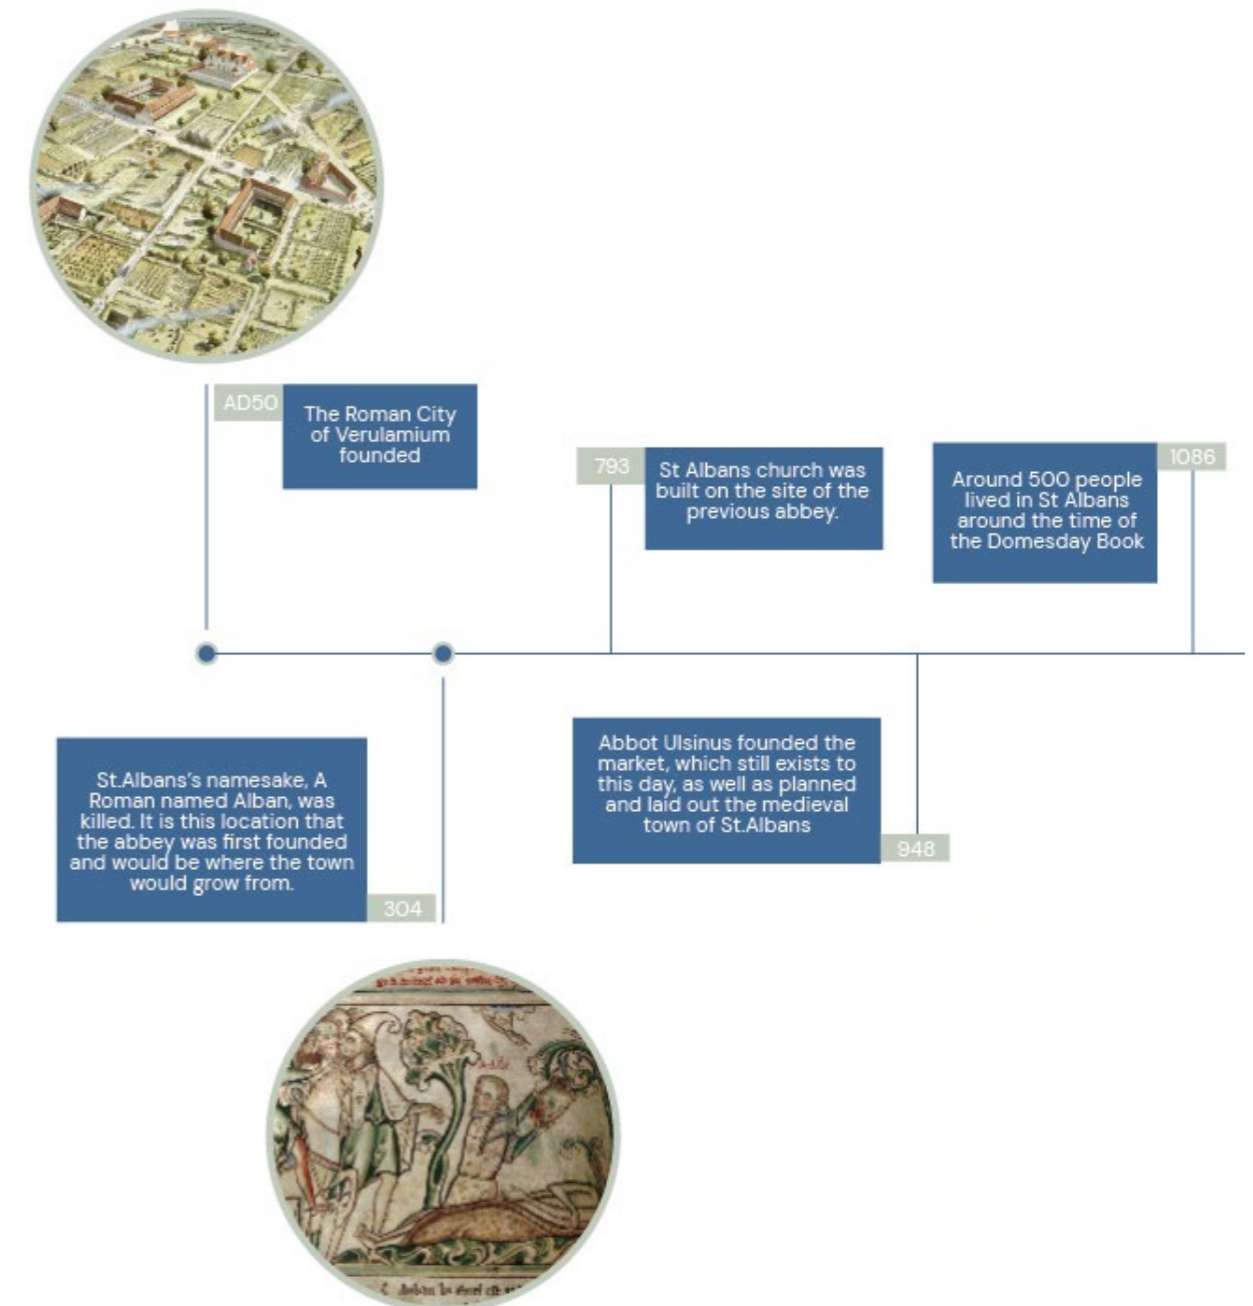 AD50
The Roman City
of Verulamium
founded
793
St Albans church was
built on the site of the
previous abbey.
1086
Around 500 people
lived in St Albans
around the time of
the Domesday Book
St.Albans's namesake, A
Roman named Alban, was
killed. It is this location that
the abbey was first founded
and would be where the town
would grow from.
304
Abbot Ulsinus founded the
market, which still exists to
this day, as well as planned
and laid out the medieval
town of St.Albans
948